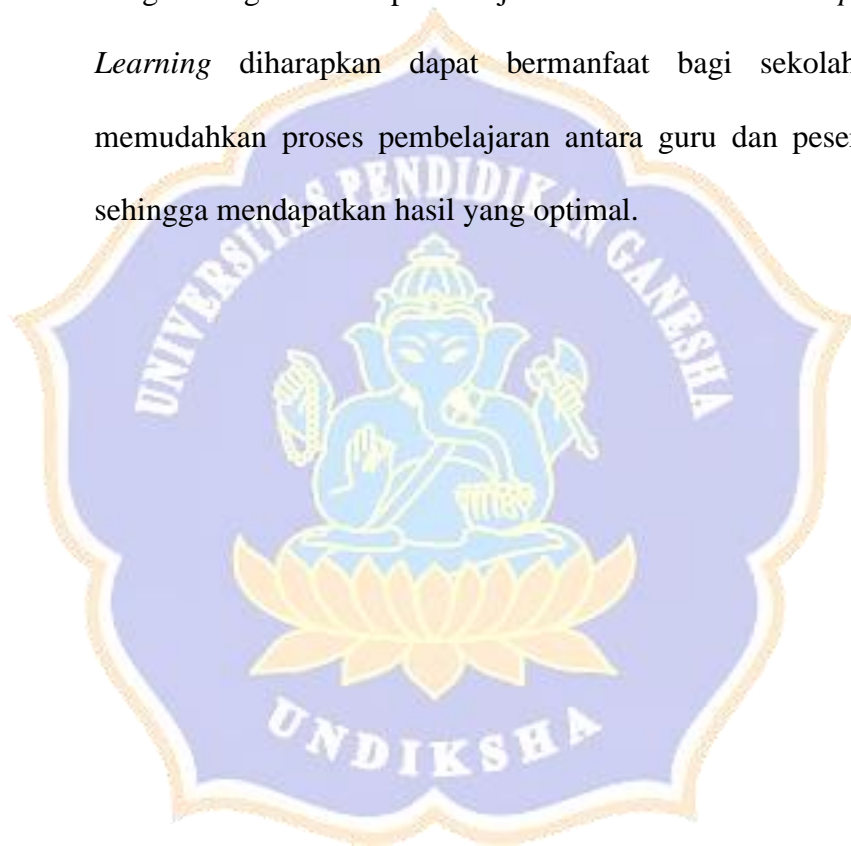 Learning diharapkan dapat bermanfaat bagi sekolah
memudahkan proses pembelajaran antara guru dan
sehingga mendapatkan hasil yang optimal.
UNIVERSITAS PENDIDIKAN GANESHA
UNDIKSHA